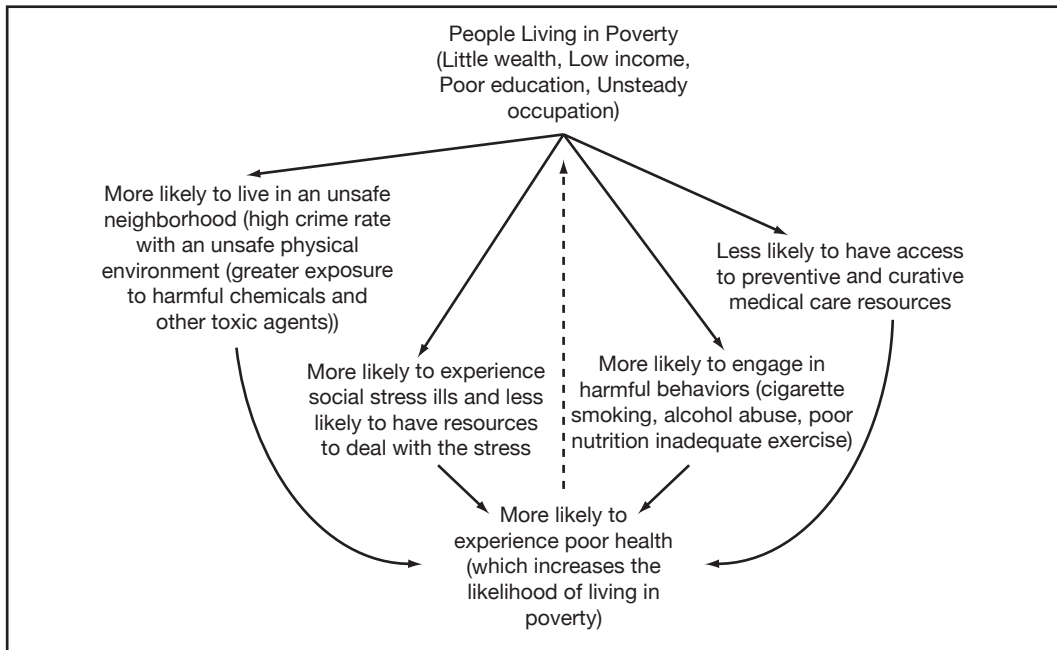 People Living in Poverty
(Little wealth, Low income,
Poor education, Unsteady
occupation)
More likely to live in an unsafe
neighborhood (high crime rate
with an unsafe physical
environment (greater exposure
to harmful chemicals and
other toxic agents))
Less likely to have access
to preventive and curative
medical care resources
More likely to experience
social stress ills and less
likely to have resources
to deal with the stress
More likely to engage in
harmful behaviors (cigarette
smoking, alcohol abuse, poor
nutrition inadequate exercise)
More likely to
experience poor health
(which increases the
likelihood of living in
poverty)